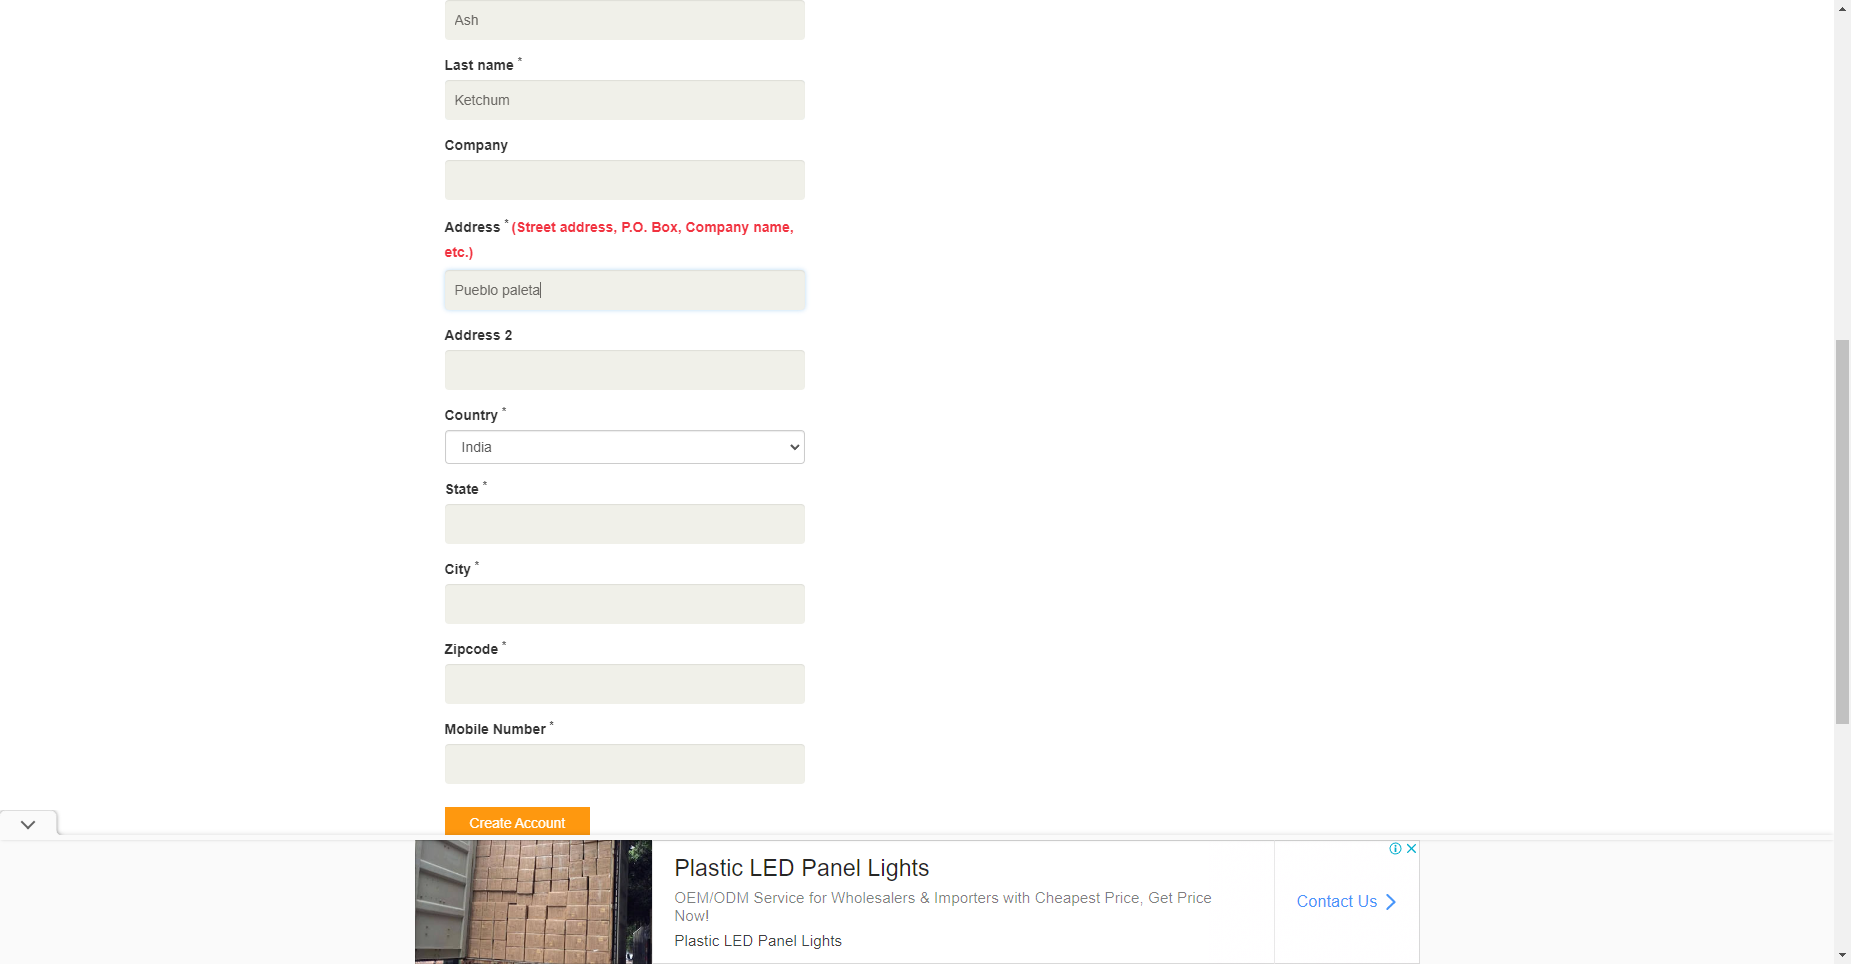 Ash
Last name *
Ketchum
Company
Address * (Street address, P.O. Box, Company name,
etc.)
Pueblo paleta
Address 2
Country *
India
State *
City *
Zipcode *
Mobile Number *
Create Account
Plastic LED Panel Lights
OEM/ODM Service for Wholesalers & Importers with Cheapest Price, Get Price
Now!
Plastic LED Panel Lights
Contact Us